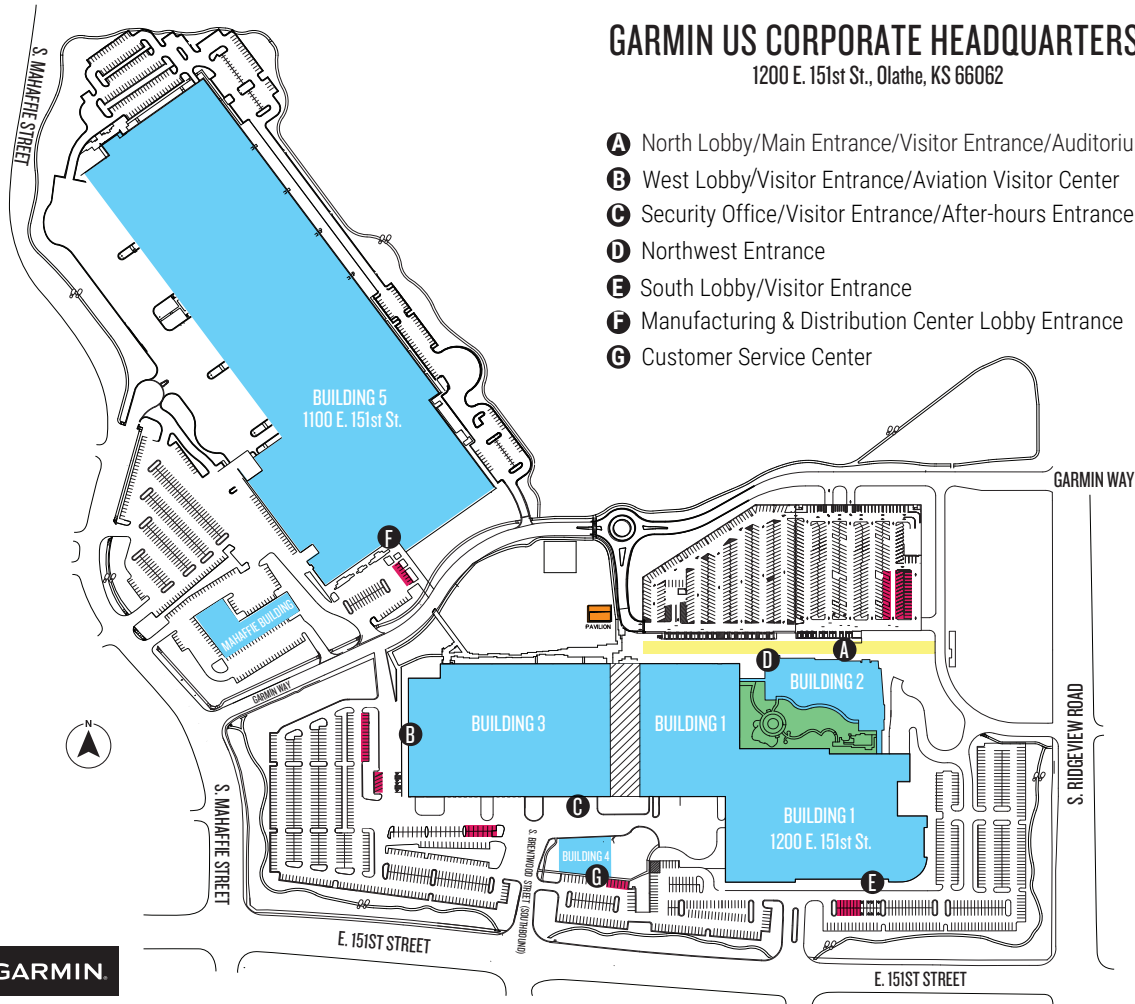 GARMIN US CORPORATE HEADQUARTERS
1200 E. 151st St., Olathe, KS 66062
A North Lobby/Main Entrance/Visitor Entrance/Auditoriu
B West Lobby/Visitor Entrance/Aviation Visitor Center
C Security Office/Visitor Entrance/After-hours Entrance
D Northwest Entrance
E South Lobby/Visitor Entrance
F Manufacturing & Distribution Center Lobby Entrance
G Customer Service Center
S. MAHAFFIE STREET
BUILDING 5
1100 E. 151st St.
GARMIN WAY
F
MAHAFFIE BUILDING
PAVILION
A
D
BUILDING 2
GARMIN WAY
BUILDING 3
BUILDING 1
B
N
S. RIDGEVIEW ROAD
S. MAHAFFIE STREET
C
BUILDING 1
1200 E. 151st St.
S. BRENTWOOD STREET (SOUTHBOUND)
BUILDING 4
G
E
E. 151ST STREET
E. 151ST STREET
GARMIN.